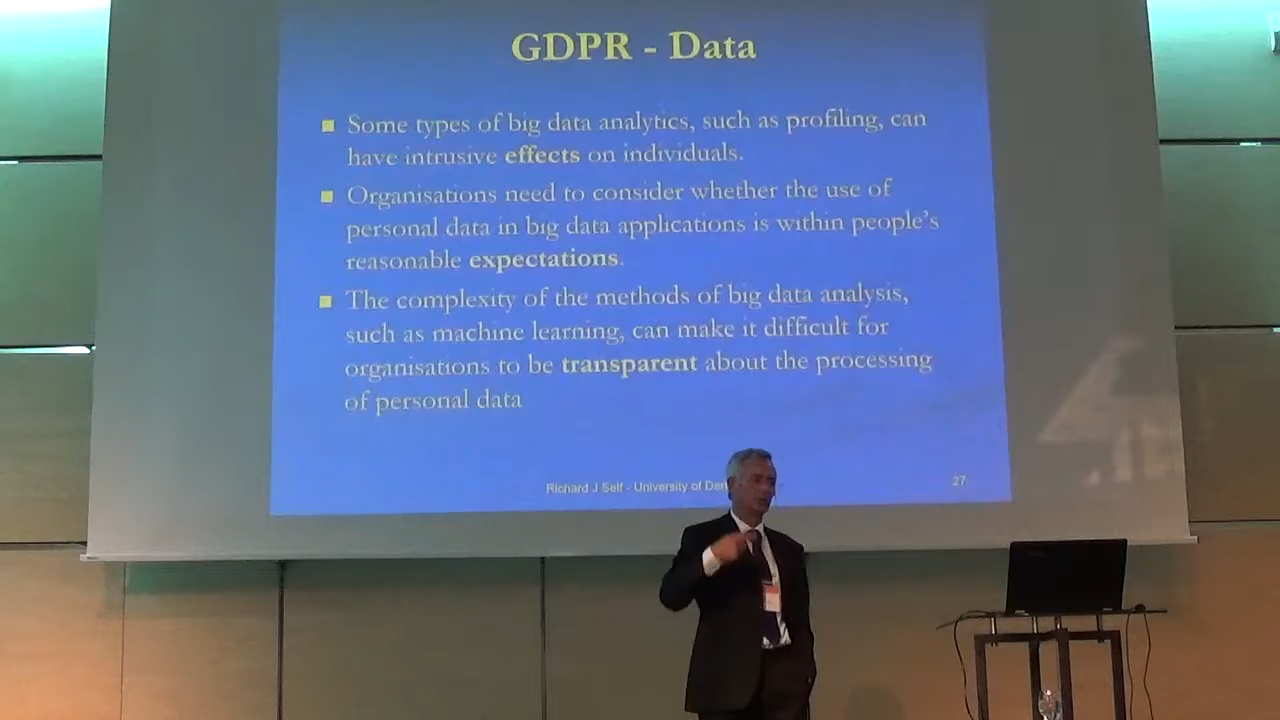 GDPR - Data
Some types of big data analytics, such as profiling, can
have intrusive effects on individuals.
Organisations need to consider whether the use of
personal data in big data applications is within people's
reasonable expectations.
The complexity of the methods of big data analysis,
such as machine learning, can make it difficult for
organisations to be transparent about the processing
of personal data
Richard J Self - University of
27